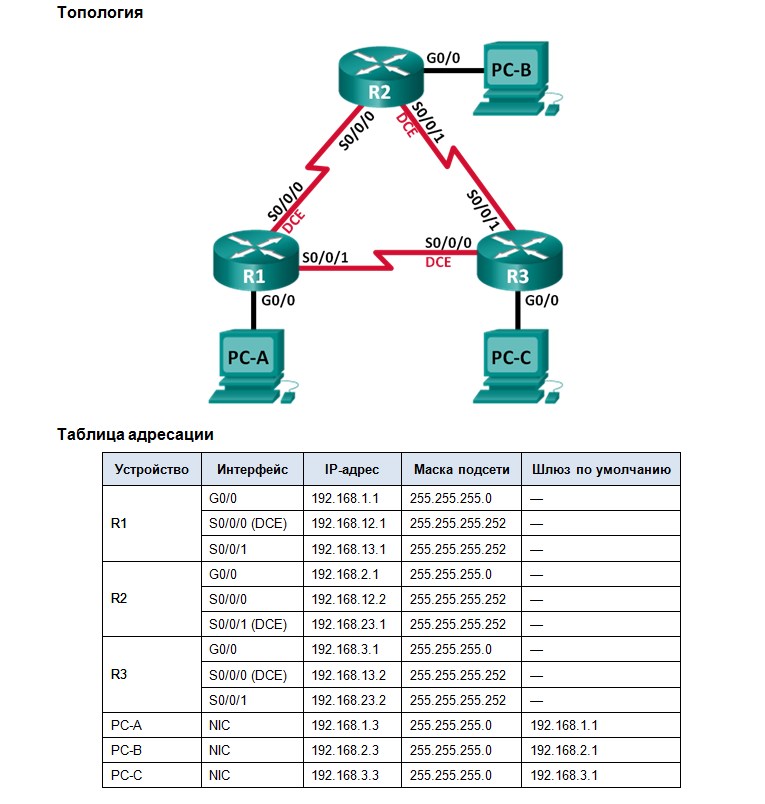 Топология
G0/0
PC-B
R2
S0/0/0
DCE
S0/0/1
S0/0/0
DCE
S0/0/1
R1
S0/0/1
S0/0/0
DCE
R3
G0/0
G0/0
PC-A
PC-C
Таблица адресации
Устройство Интерфейс IP-адрес Маска подсети Шлюз по умолчанию
R1 G0/0 192.168.1.1 255.255.255.0 —
S0/0/0 (DCE) 192.168.12.1 255.255.255.252 —
S0/0/1 192.168.13.1 255.255.255.252 —
R2 G0/0 192.168.2.1 255.255.255.0 —
S0/0/0 192.168.12.2 255.255.255.252 —
S0/0/1 (DCE) 192.168.23.1 255.255.255.252 —
R3 G0/0 192.168.3.1 255.255.255.0 —
S0/0/0 (DCE) 192.168.13.2 255.255.255.252 —
S0/0/1 192.168.23.2 255.255.255.252 —
PC-A NIC 192.168.1.3 255.255.255.0 192.168.1.1
PC-B NIC 192.168.2.3 255.255.255.0 192.168.2.1
PC-C NIC 192.168.3.3 255.255.255.0 192.168.3.1